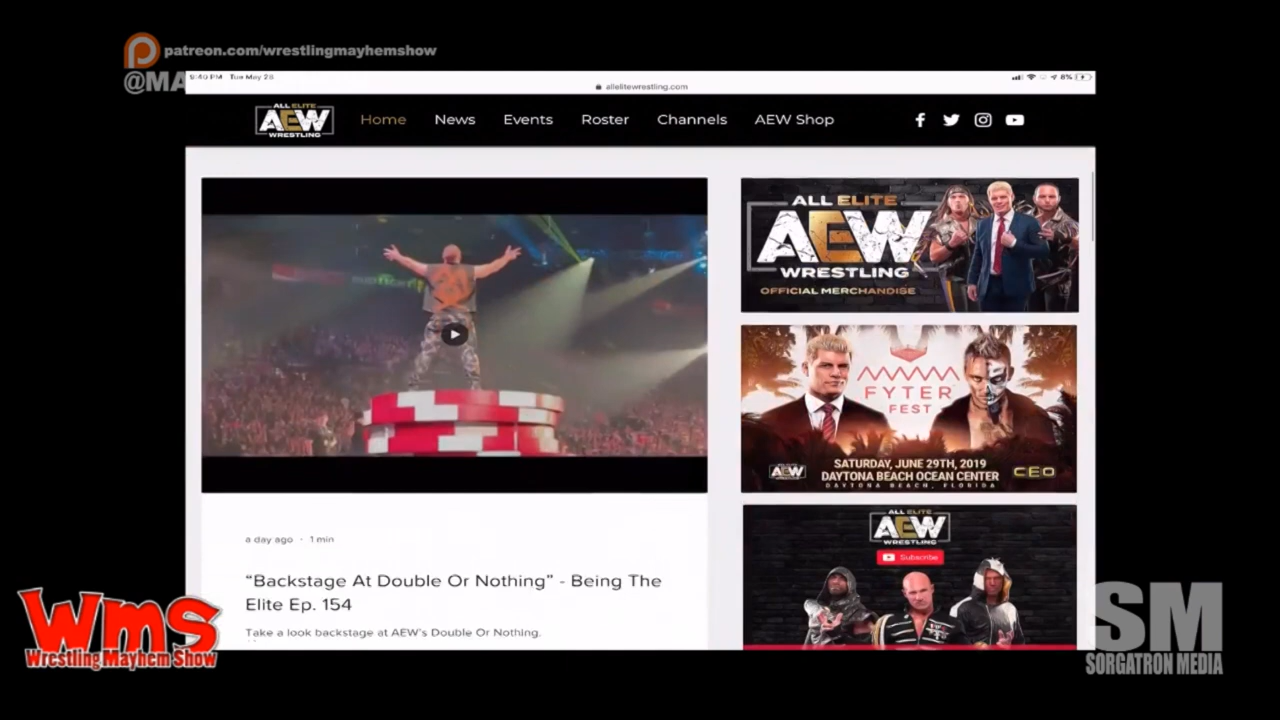 patreon.com/wrestlingmayhemshow
@MA
9:40 PM Tue May 28
8%
allelitewrestling.com
ALL ELITE
AEW
WRESTLING
Home
News
Events
Roster
Channels
AEW Shop
ALL ELITE
AEW
WRESTLING
OFFICIAL MERCHANDISE
FYTER
FEST
SATURDAY, JUNE 29TH, 2019
DAYTONA BEACH OCEAN CENTER
DAYTONA BEACH, FLORIDA
AEW
CEO
ALL ELITE
AEW
WRESTLING
Subscribe
a day ago · 1 min
“Backstage At Double Or Nothing” - Being The
Elite Ep. 154
Take a look backstage at AEW's Double Or Nothing.
Wms
Wrestling Mayhem Show
SM
SORGATRON MEDIA